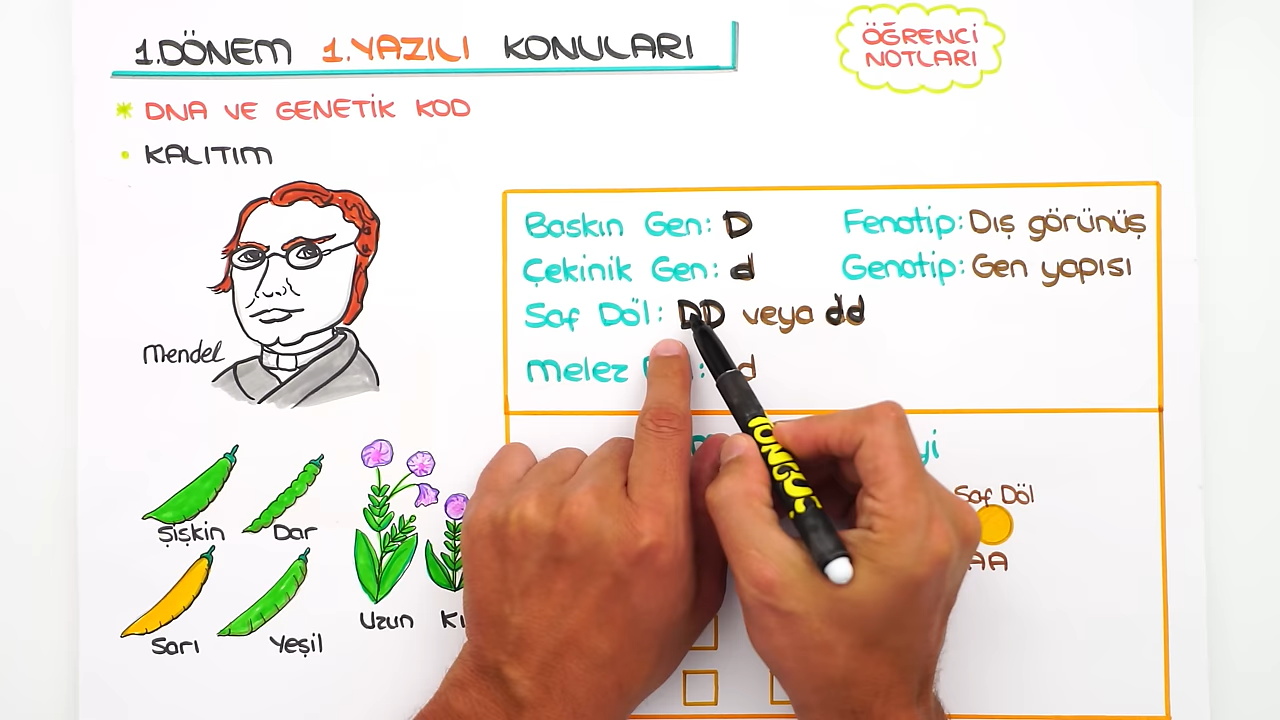 1.DÖNEM 1.YAZILI KONULARI
ÖĞRENCİ
NOTLARI
* DNA VE GENETİK KOD
• KALITIM
Mendel
Baskın Gen: D
Çekinik Gen: d
Saf Döl: DD veya dd
Melez
Fenotip: Dış görünüş
Genotip: Gen yapısı
Saf Döl
AA
Şişkin
Dar
Sarı
Yeşil
Uzun
TONGUÇ